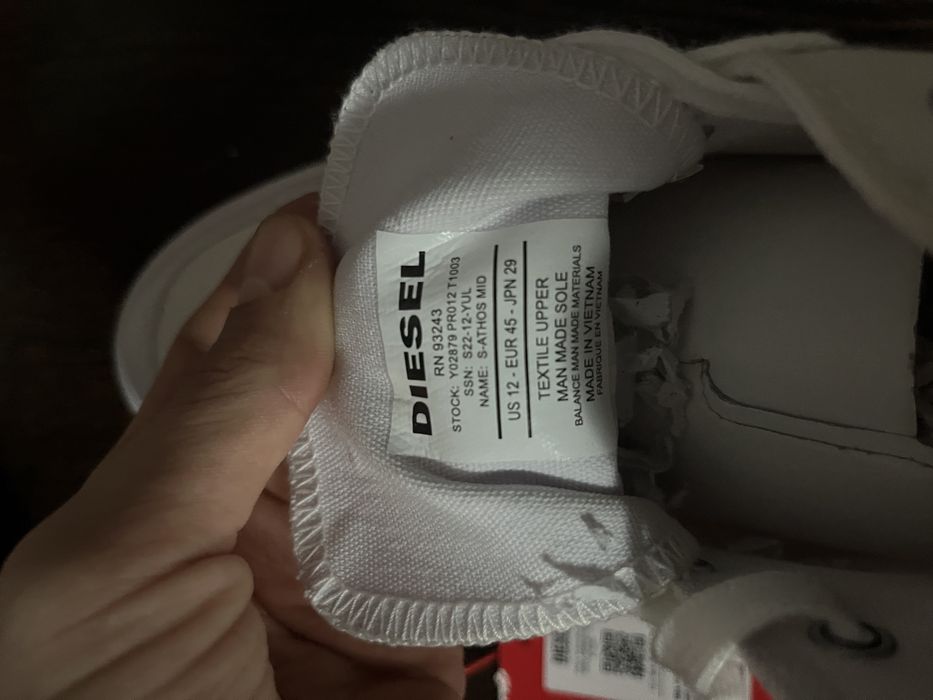 DIESEL
RN 93243
STOCK: Y02879 PR012 T1003
SSN: S22-12-YUL
NAME: S-ATHOS MID
US 12 - EUR 45 - JPN 29
TEXTILE UPPER
MAN MADE SOLE
BALANCE MAN MADE MATERIALS
MADE IN VIETNAM
FABRIQUE EN VIETNAM